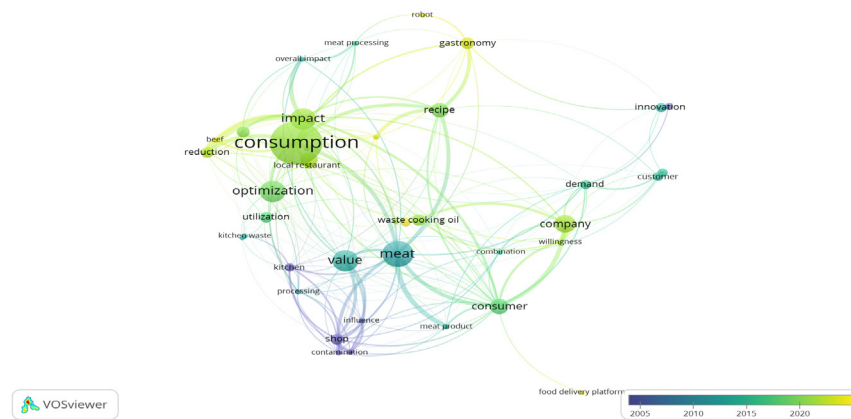 robot
gastronomy
meat processing
overall impact
innovation
recipe
impact
beef
consumption
reduction
local restaurant
customer
demand
optimization
utilization
waste cooking oil
company
kitchen waste
willingness
combination
meat
value
kitchen
processing
consumer
influence
meat product
shop
contamination
food delivery platform
VOSviewer
2005 2010 2015 2020